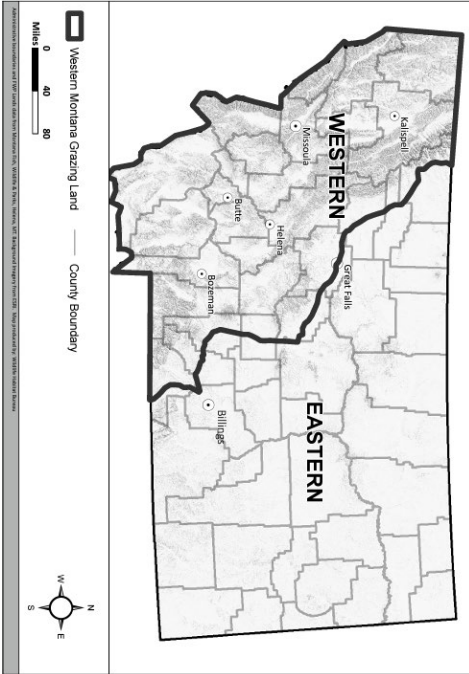 WESTERN
EASTERN
Kalispell
Missoula
Great Falls
Helena
Butte
Bozeman
Billings
Western Montana Grazing Land
County Boundary
0 40 80
Miles
N
W
E
S